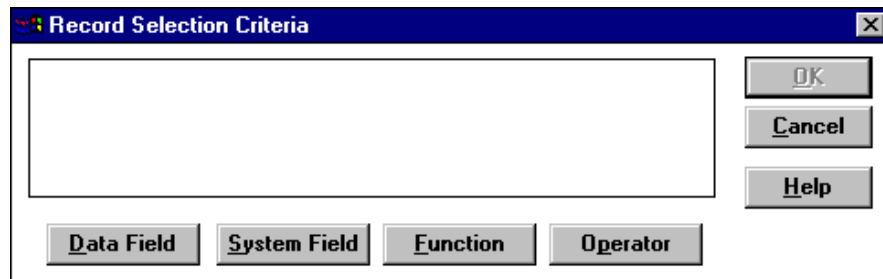 Record Selection Criteria
OK
Cancel
Help
Data Field
System Field
Function
Operator